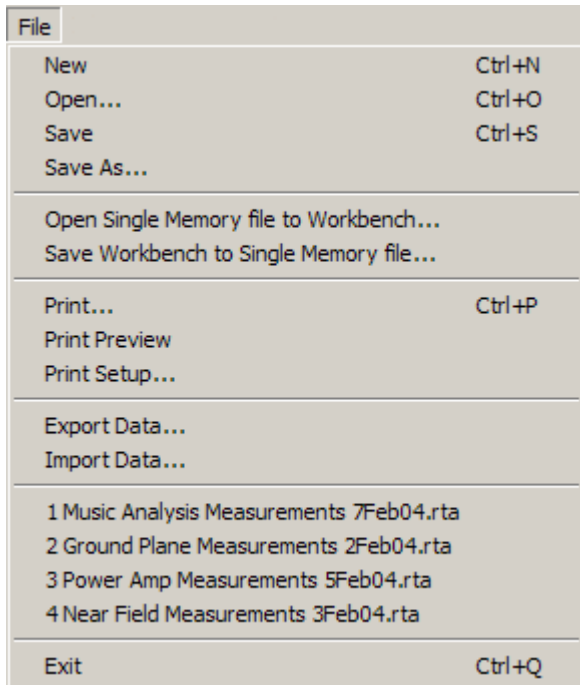 File
New Ctrl+N
Open... Ctrl+O
Save Ctrl+S
Save As...
Open Single Memory file to Workbench...
Save Workbench to Single Memory file...
Print... Ctrl+P
Print Preview
Print Setup...
Export Data...
Import Data...
1 Music Analysis Measurements 7Feb04.rta
2 Ground Plane Measurements 2Feb04.rta
3 Power Amp Measurements 5Feb04.rta
4 Near Field Measurements 3Feb04.rta
Exit Ctrl+Q